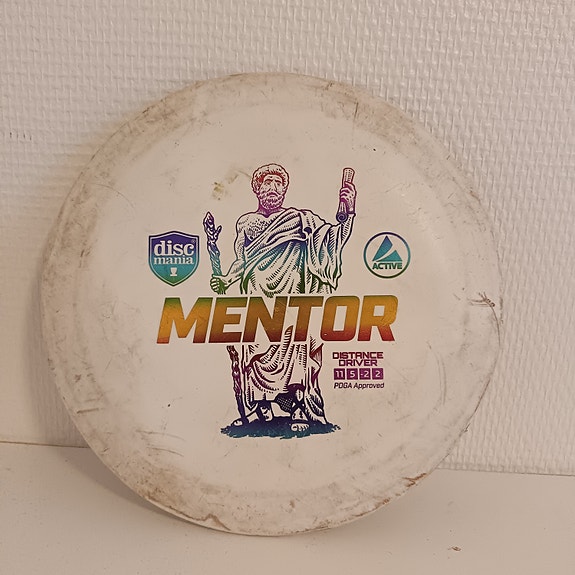 disc
mania
ACTIVE
MENTOR
DISTANCE
DRIVER
11 5 -2 2
PDGA Approved